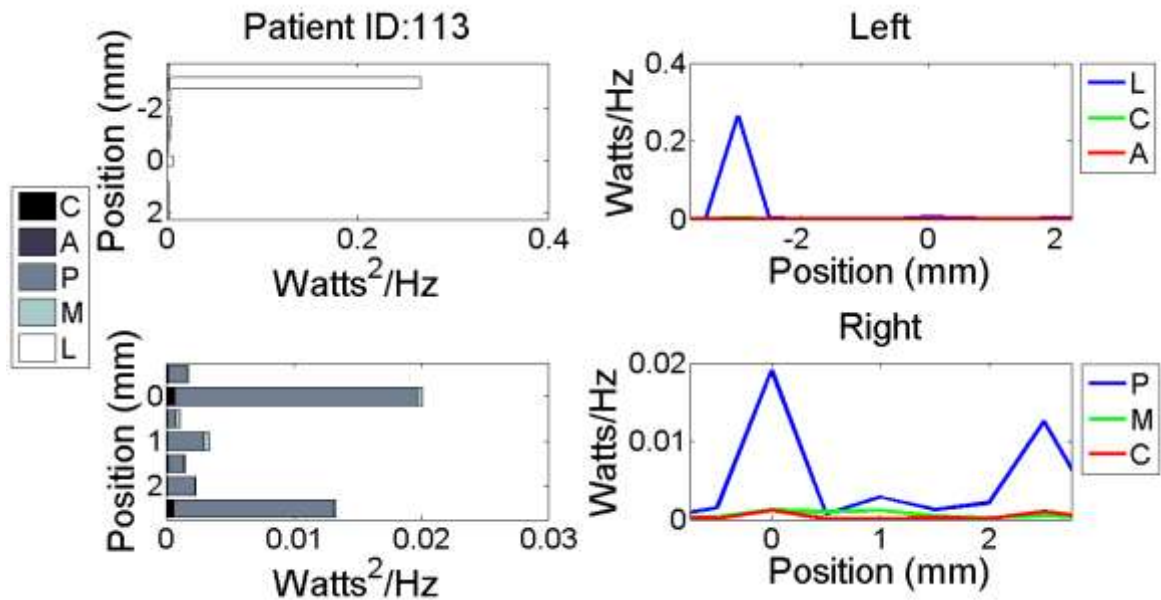 Patient ID:113
Position (mm)
-2
0
2
0
0.2
0.4
Watts²/Hz
C
A
P
M
L
Left
Watts/Hz
0.4
0.2
0
-2
0
2
Position (mm)
L
C
A
Position (mm)
0
1
2
0
0.01
0.02
0.03
Watts²/Hz
Right
Watts/Hz
0.02
0.01
0
0
1
2
Position (mm)
P
M
C